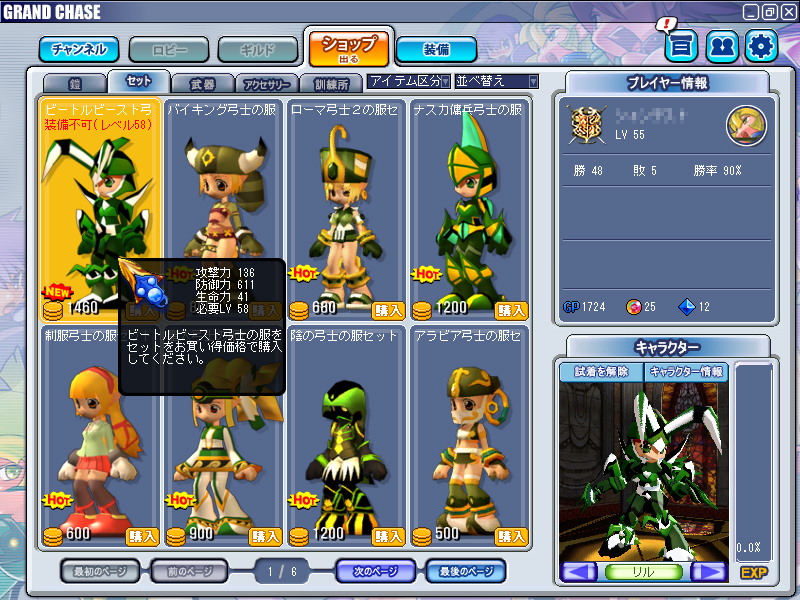 GRAND CHASE
チャンネル
ロビー
ギルド
ショップ
出る
装備
鎧
セット
武器
アクセサリー
訓練所
アイテム区分
並べ替え
ビートルビースト弓
装備不可(レベル58)
NEW
1460
バイキング弓士の服
HOT
ローマ弓士2の服セ
HOT
680
購入
ナスカ傭兵弓士の服
HOT
1200
購入
攻撃力 136
防御力 611
生命力 41
必要LV 58
ビートルビースト弓士の服を
セットをお買い得価格で購入
してください。
制服弓士の服
HOT
600
購入
HOT
900
購入
陰の弓士の服セット
HOT
1200
購入
アラビア弓士の服セ
500
購入
最初のページ
前のページ
1 / 6
次のページ
最後のページ
プレイヤー情報
LV 55
勝 48
敗 5
勝率 90%
GP 1724
25
12
キャラクター
試着を解除
キャラクター情報
0.0%
リル
EXP